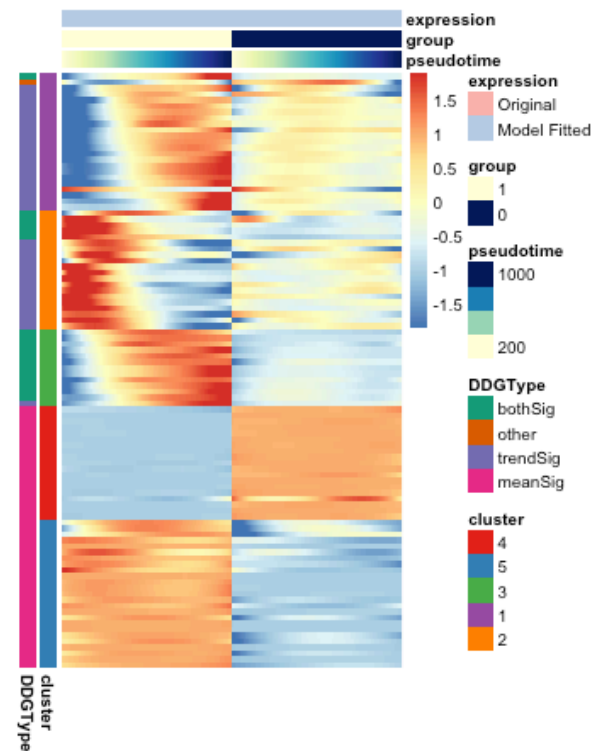 expression
group
pseudotime
1.5
1
0.5
0
-0.5
-1
-1.5
expression
Original
Model Fitted
group
1
0
pseudotime
1000
200
DDGType
bothSig
other
trendSig
meanSig
cluster
4
5
3
1
2
DDGType
cluster